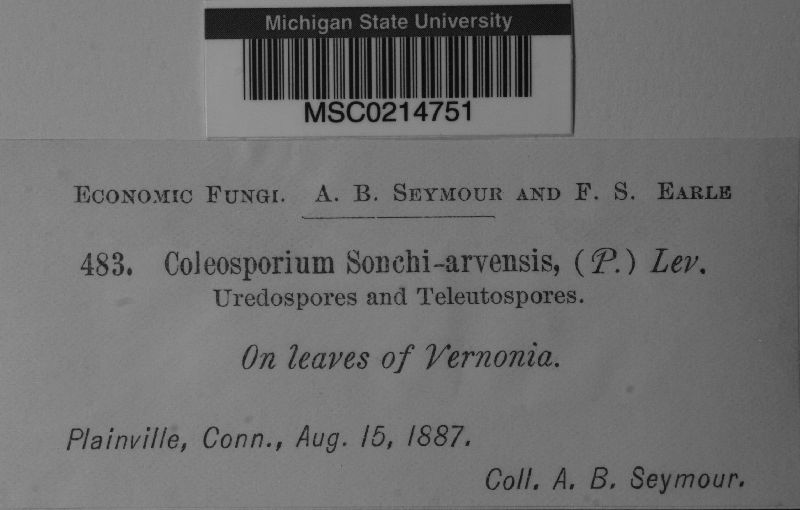 Michigan State University
MSC0214751
Economic Fungi. A. B. Seymour and F. S. Earle
483. Coleosporium Sonchi-arvensis, (P.) Lev.
Uredospores and Teleutospores.
On leaves of Vernonia.
Plainville, Conn., Aug. 15, 1887.
Coll. A. B. Seymour.